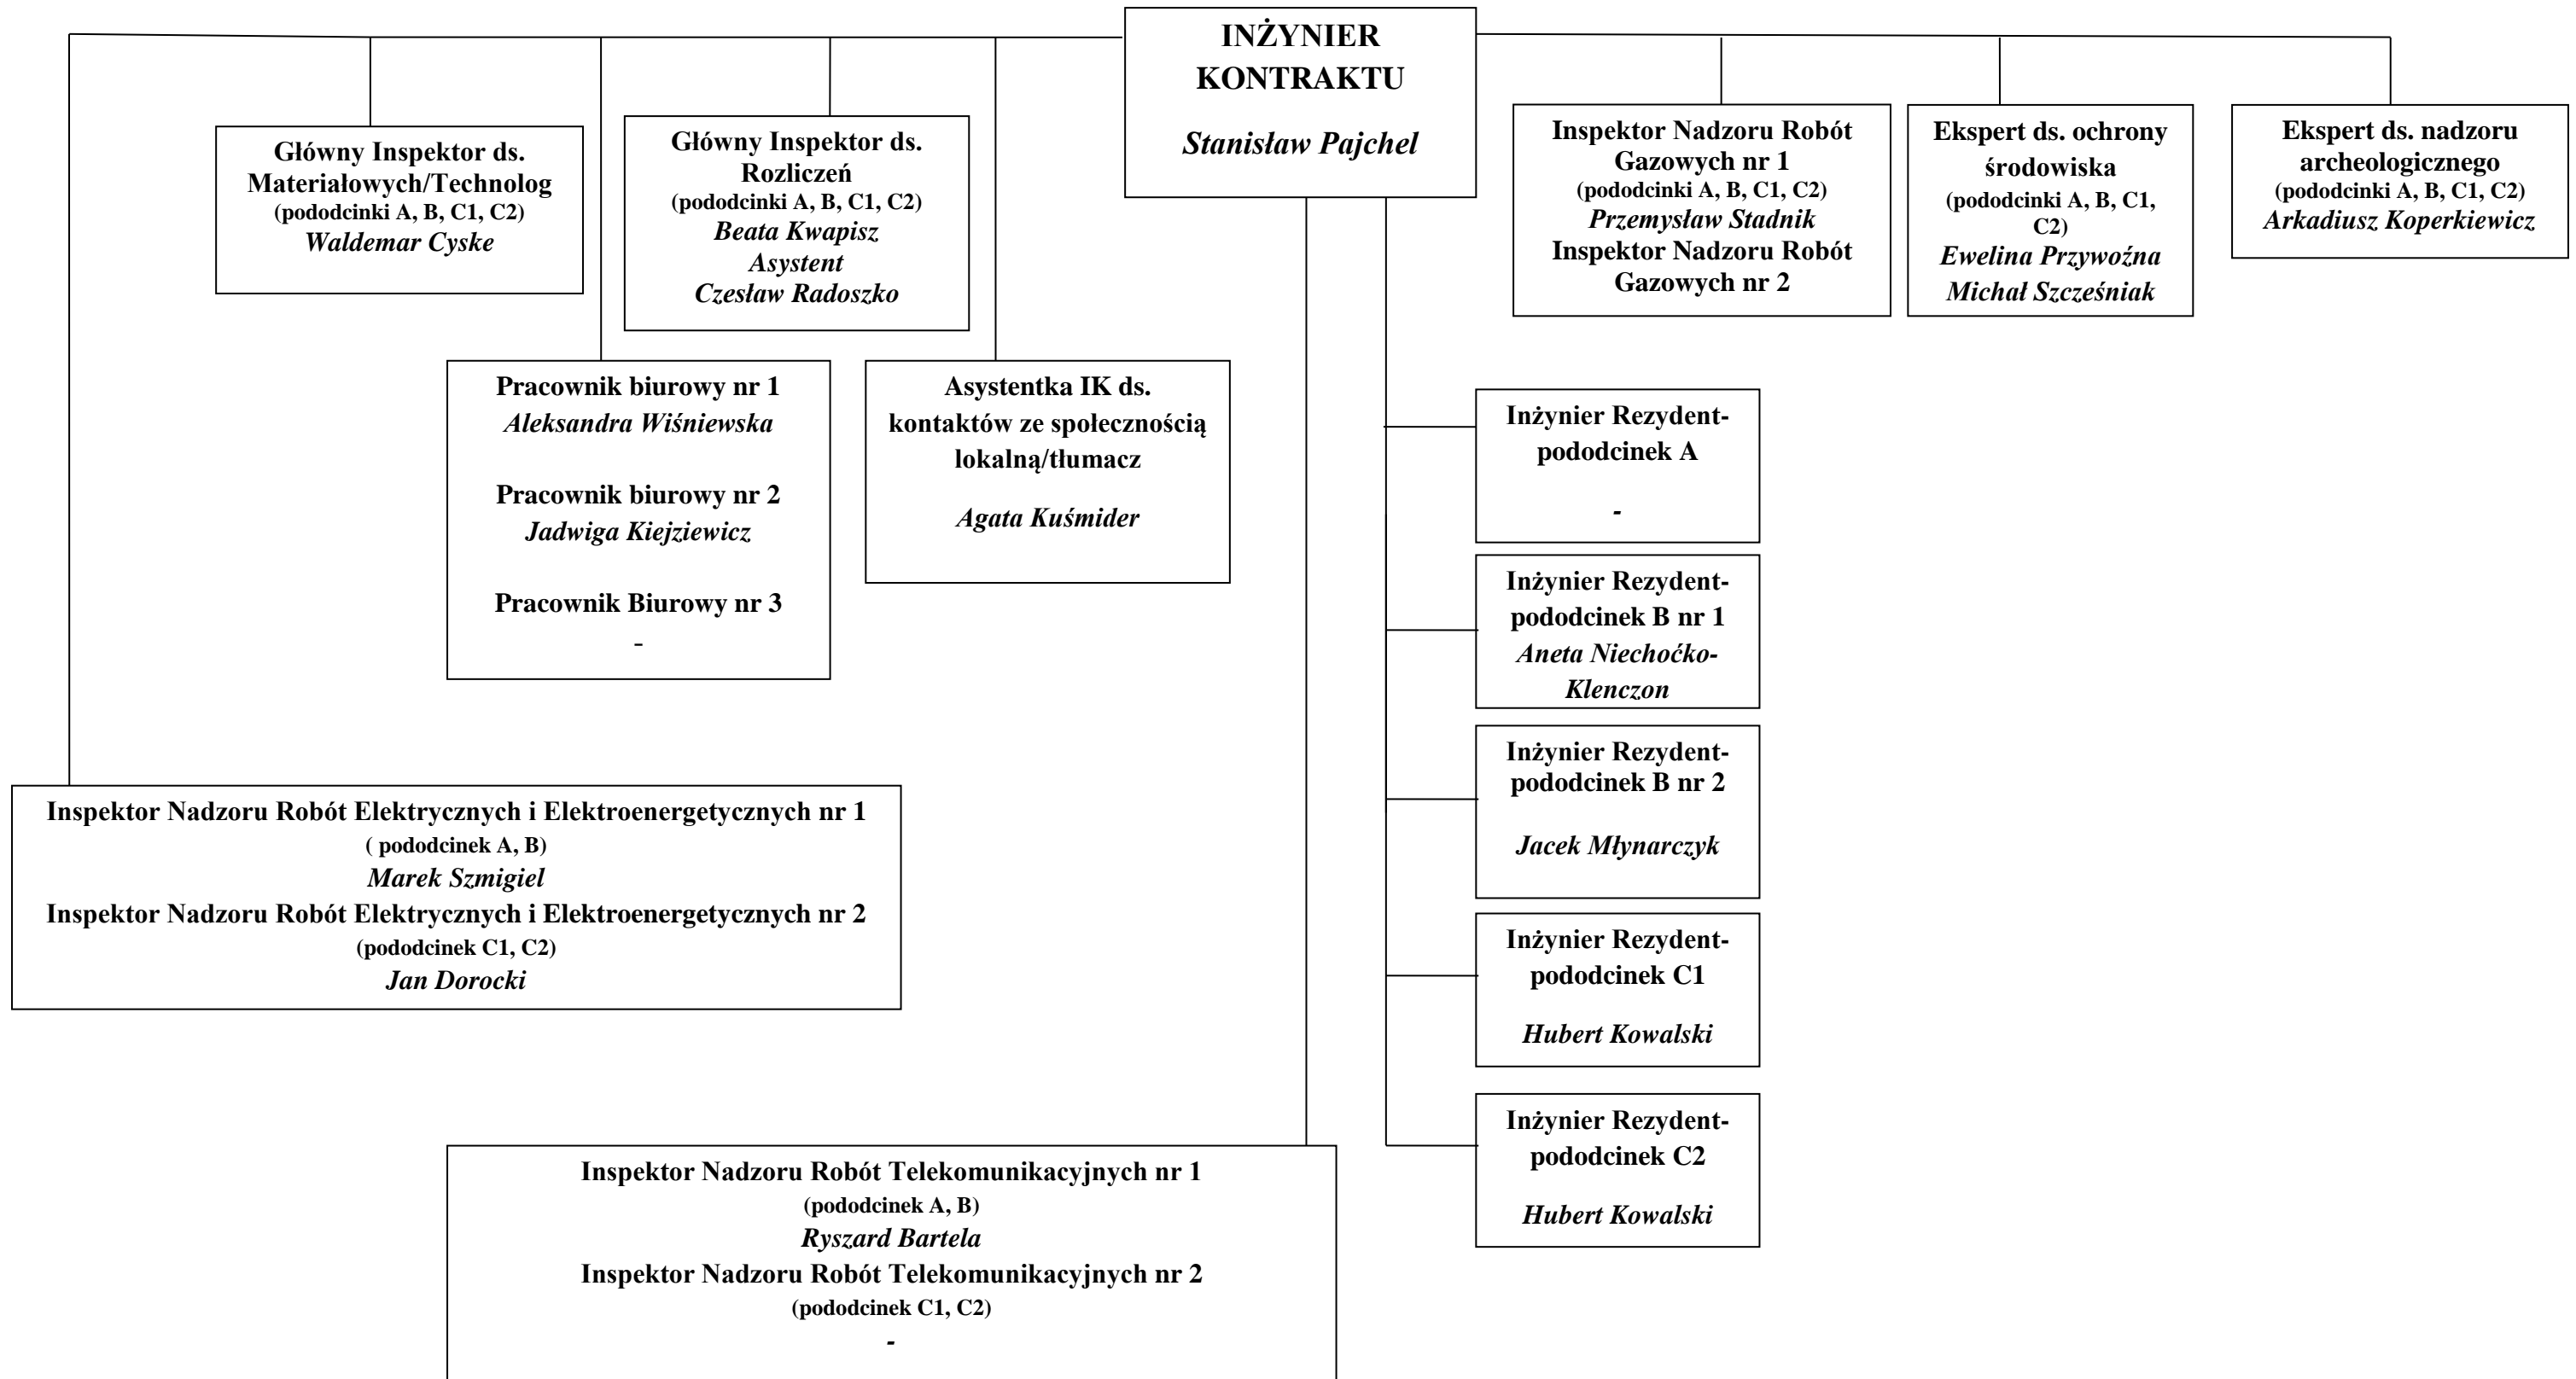 INŻYNIER
KONTRAKTU
Stanisław Pajchel
Główny Inspektor ds.
Materiałowych/Technolog
(pododcinki A, B, C1, C2)
Waldemar Cyske
Główny Inspektor ds.
Rozliczeń
(pododcinki A, B, C1, C2)
Beata Kwapisz
Asystent
Czesław Radoszko
Inspektor Nadzoru Robót
Gazowych nr 1
(pododcinki A, B, C1, C2)
Przemysław Stadnik
Inspektor Nadzoru Robót
Gazowych nr 2
Ekspert ds. ochrony
środowiska
(pododcinki A, B, C1,
C2)
Ewelina Przywoźna
Michał Szcześniak
Ekspert ds. nadzoru
archeologicznego
(pododcinki A, B, C1, C2)
Arkadiusz Koperkiewicz
Pracownik biurowy nr 1
Aleksandra Wiśniewska
Pracownik biurowy nr 2
Jadwiga Kiejziewicz
Pracownik Biurowy nr 3
-
Asystentka IK ds.
kontaktów ze społecznością
lokalną/tłumacz
Agata Kuśmider
Inżynier Rezydent-
pododcinek A
-
Inżynier Rezydent-
pododcinek B nr 1
Aneta Niechoćko-
Klenczon
Inżynier Rezydent-
pododcinek B nr 2
Jacek Młynarczyk
Inżynier Rezydent-
pododcinek C1
Hubert Kowalski
Inżynier Rezydent-
pododcinek C2
Hubert Kowalski
Inspektor Nadzoru Robót Elektrycznych i Elektroenergetycznych nr 1
( pododcinek A, B)
Marek Szmigiel
Inspektor Nadzoru Robót Elektrycznych i Elektroenergetycznych nr 2
(pododcinek C1, C2)
Jan Dorocki
Inspektor Nadzoru Robót Telekomunikacyjnych nr 1
(pododcinek A, B)
Ryszard Bartela
Inspektor Nadzoru Robót Telekomunikacyjnych nr 2
(pododcinek C1, C2)
-